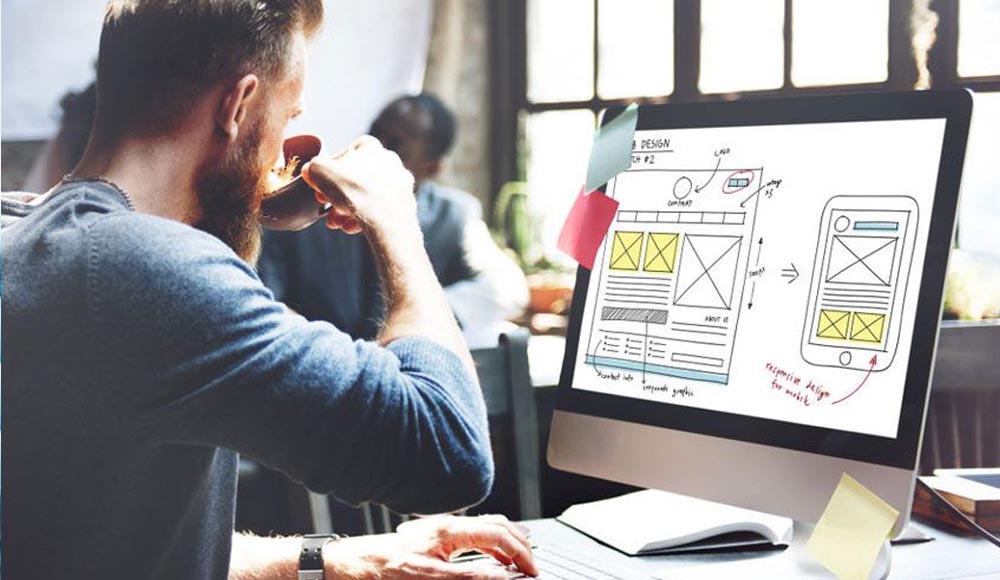 B DESIGN
TCH #2
LOGO
COMPANY
ABOUT US
contact info
corporate graphic
responsive design
for mobile